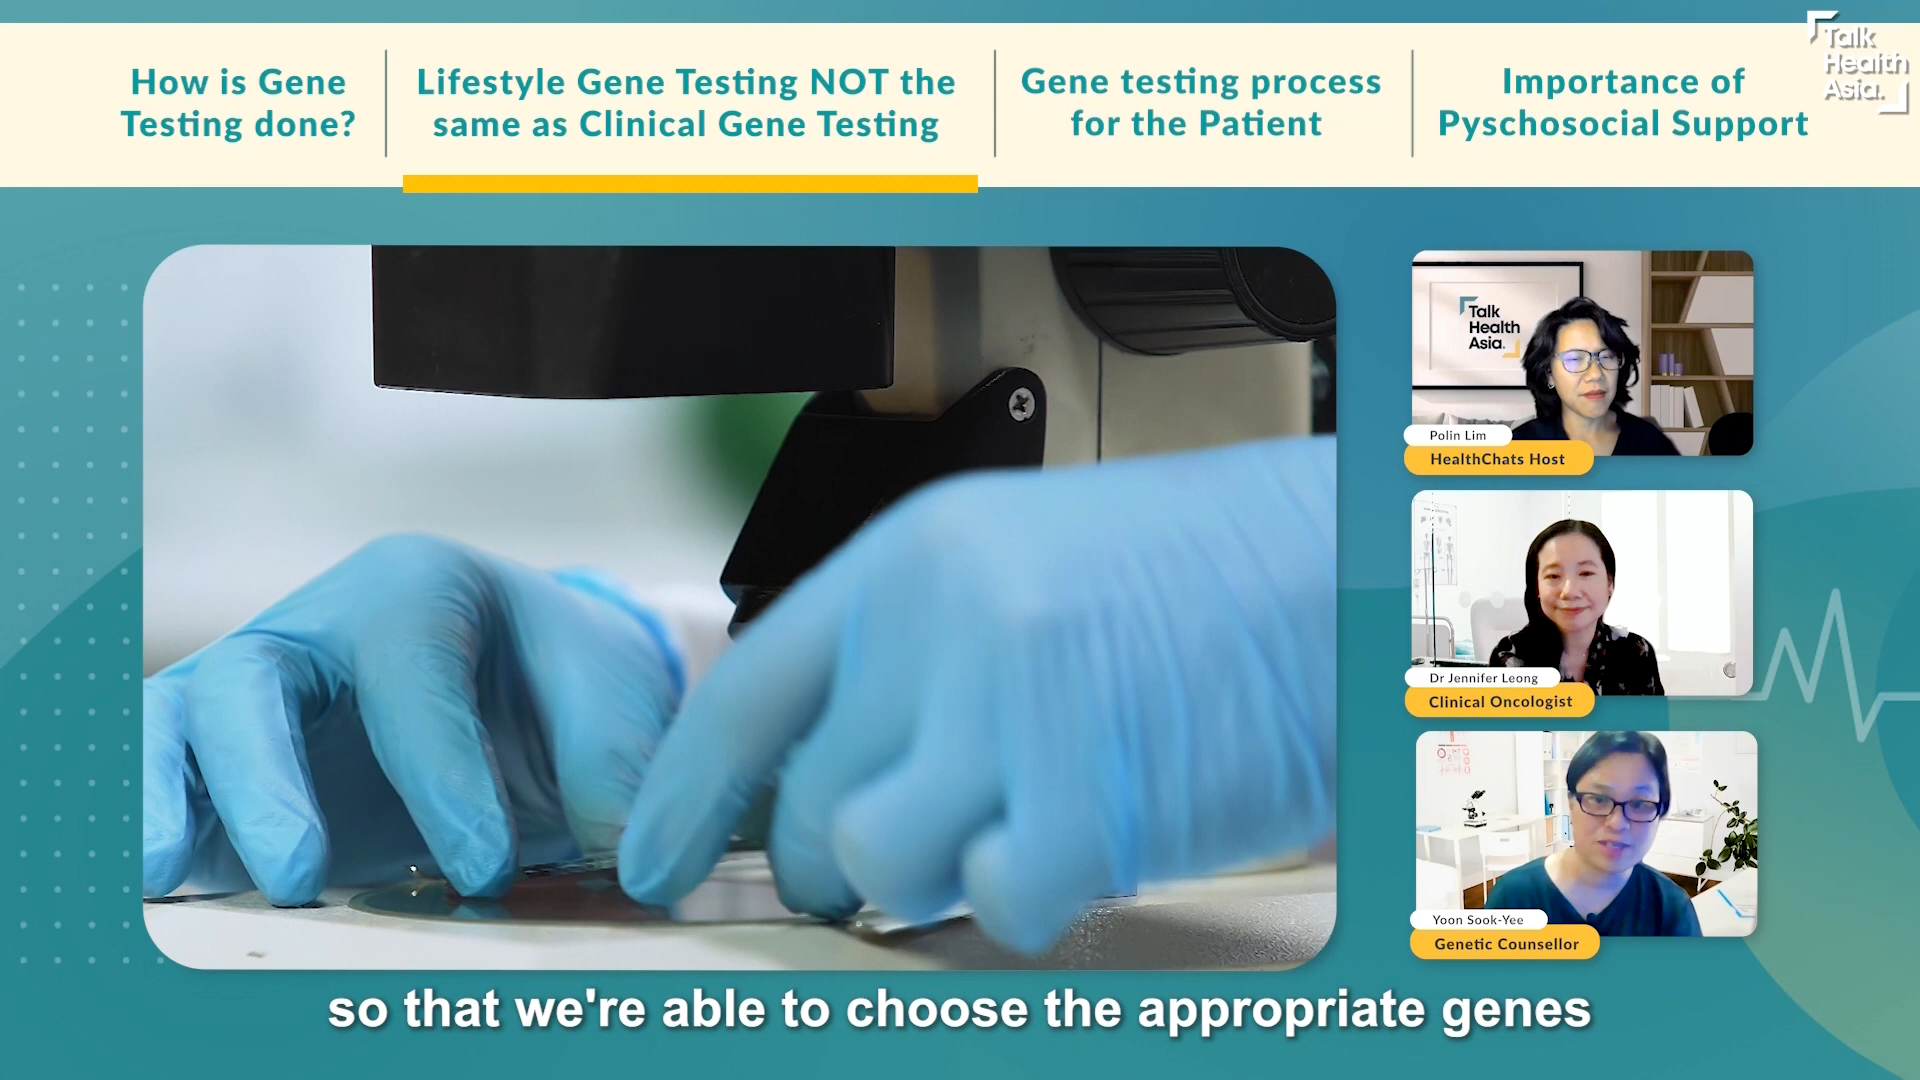 How is Gene
Testing done?
Lifestyle Gene Testing NOT the
same as Clinical Gene Testing
Gene testing process
for the Patient
Importance of
Pyschosocial Support
Talk
Health
Asia.
Talk
Health
Asia.
Polin Lim
HealthChats Host
Dr Jennifer Leong
Clinical Oncologist
Yoon Sook-Yee
Genetic Counsellor
so that we're able to choose the appropriate genes